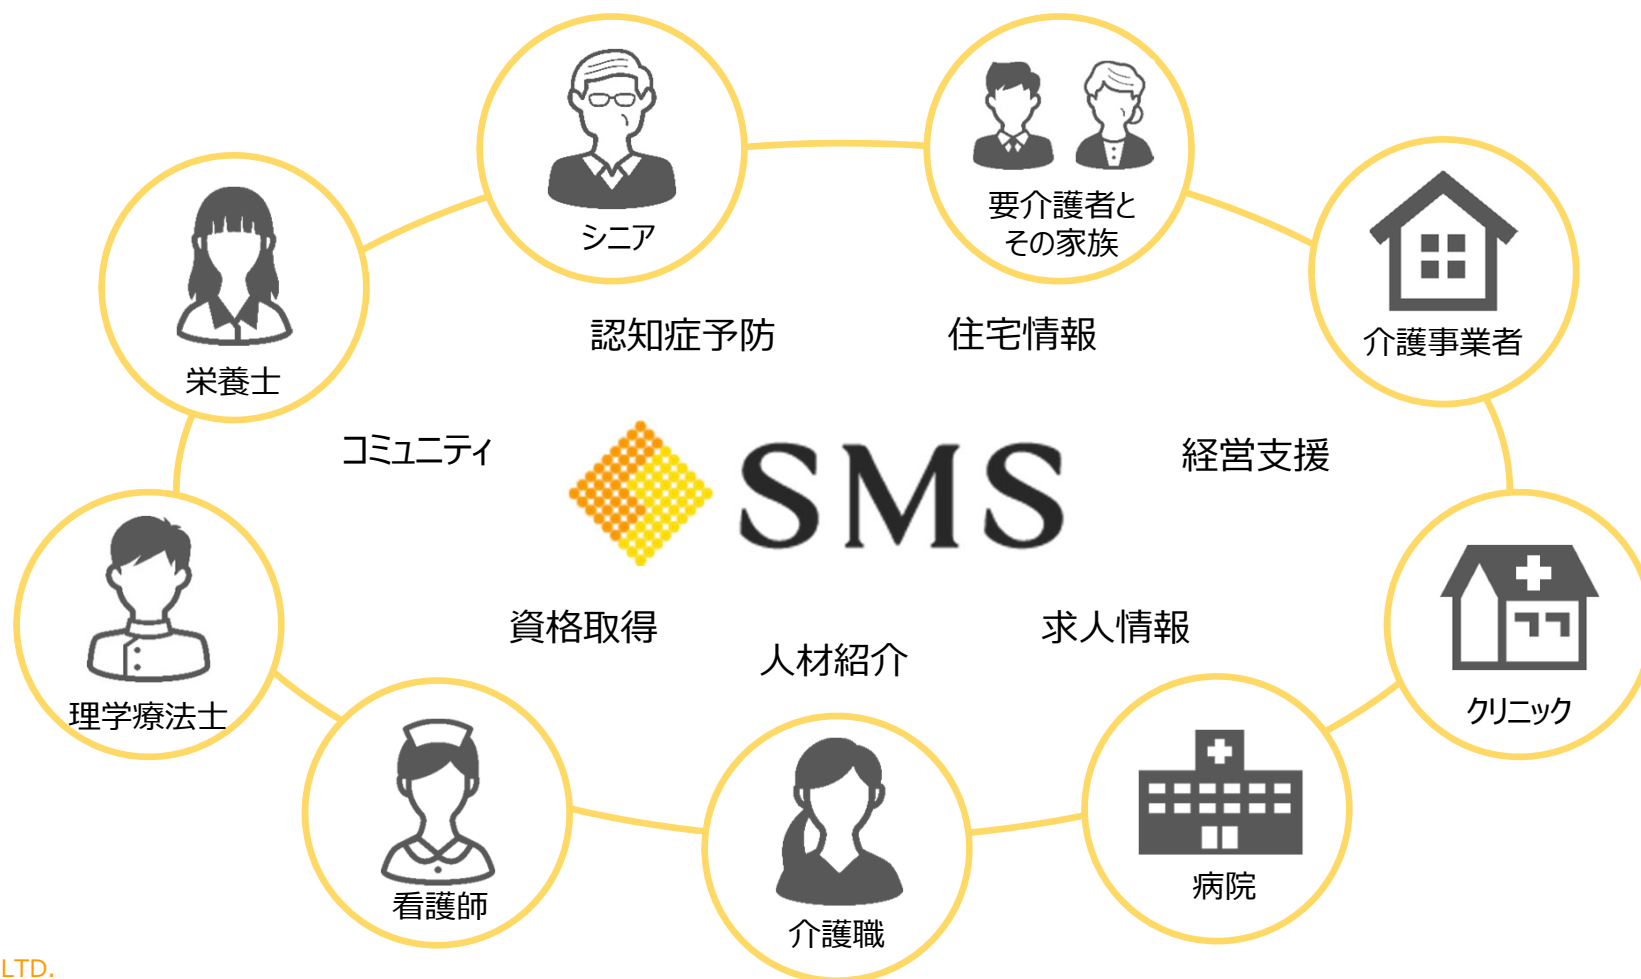 シニア
要介護者と
その家族
栄養士
介護事業者
認知症予防
住宅情報
コミュニティ
SMS
経営支援
資格取得
人材紹介
求人情報
理学療法士
クリニック
看護師
介護職
病院
LTD.